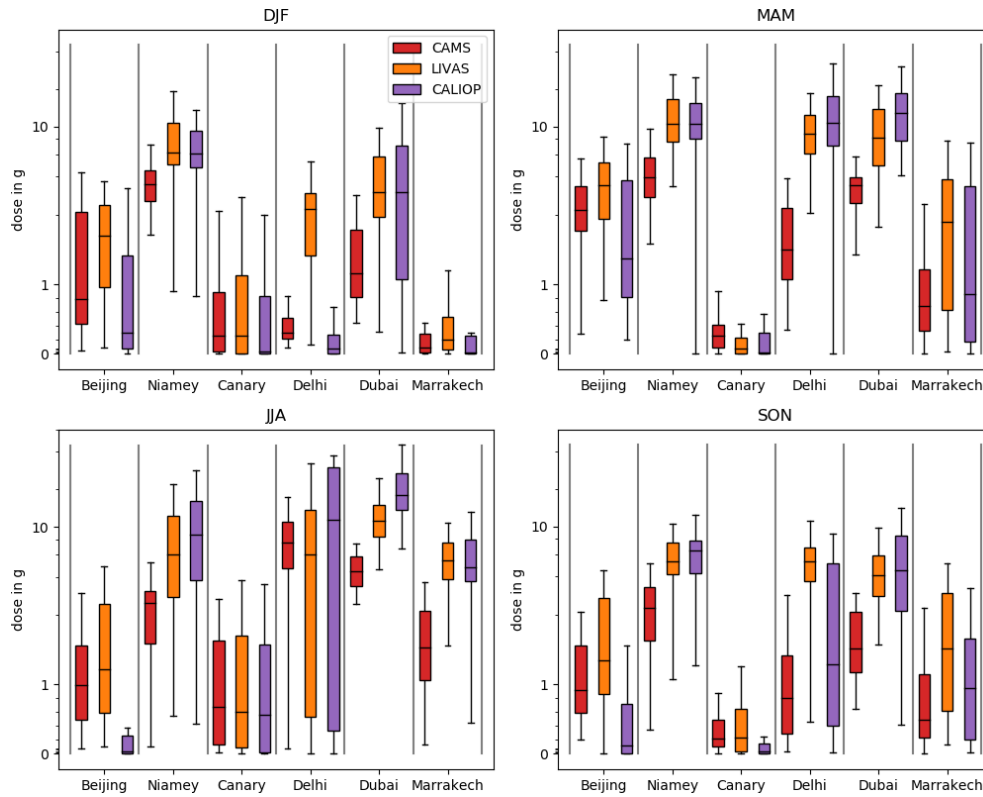 DJF
CAMS
LIVAS
CALIOP
dose in g
10
1
0
Beijing Niamey Canary Delhi Dubai Marrakech
MAM
dose in g
10
1
0
Beijing Niamey Canary Delhi Dubai Marrakech
JJA
dose in g
10
1
0
Beijing Niamey Canary Delhi Dubai Marrakech
SON
dose in g
10
1
0
Beijing Niamey Canary Delhi Dubai Marrakech